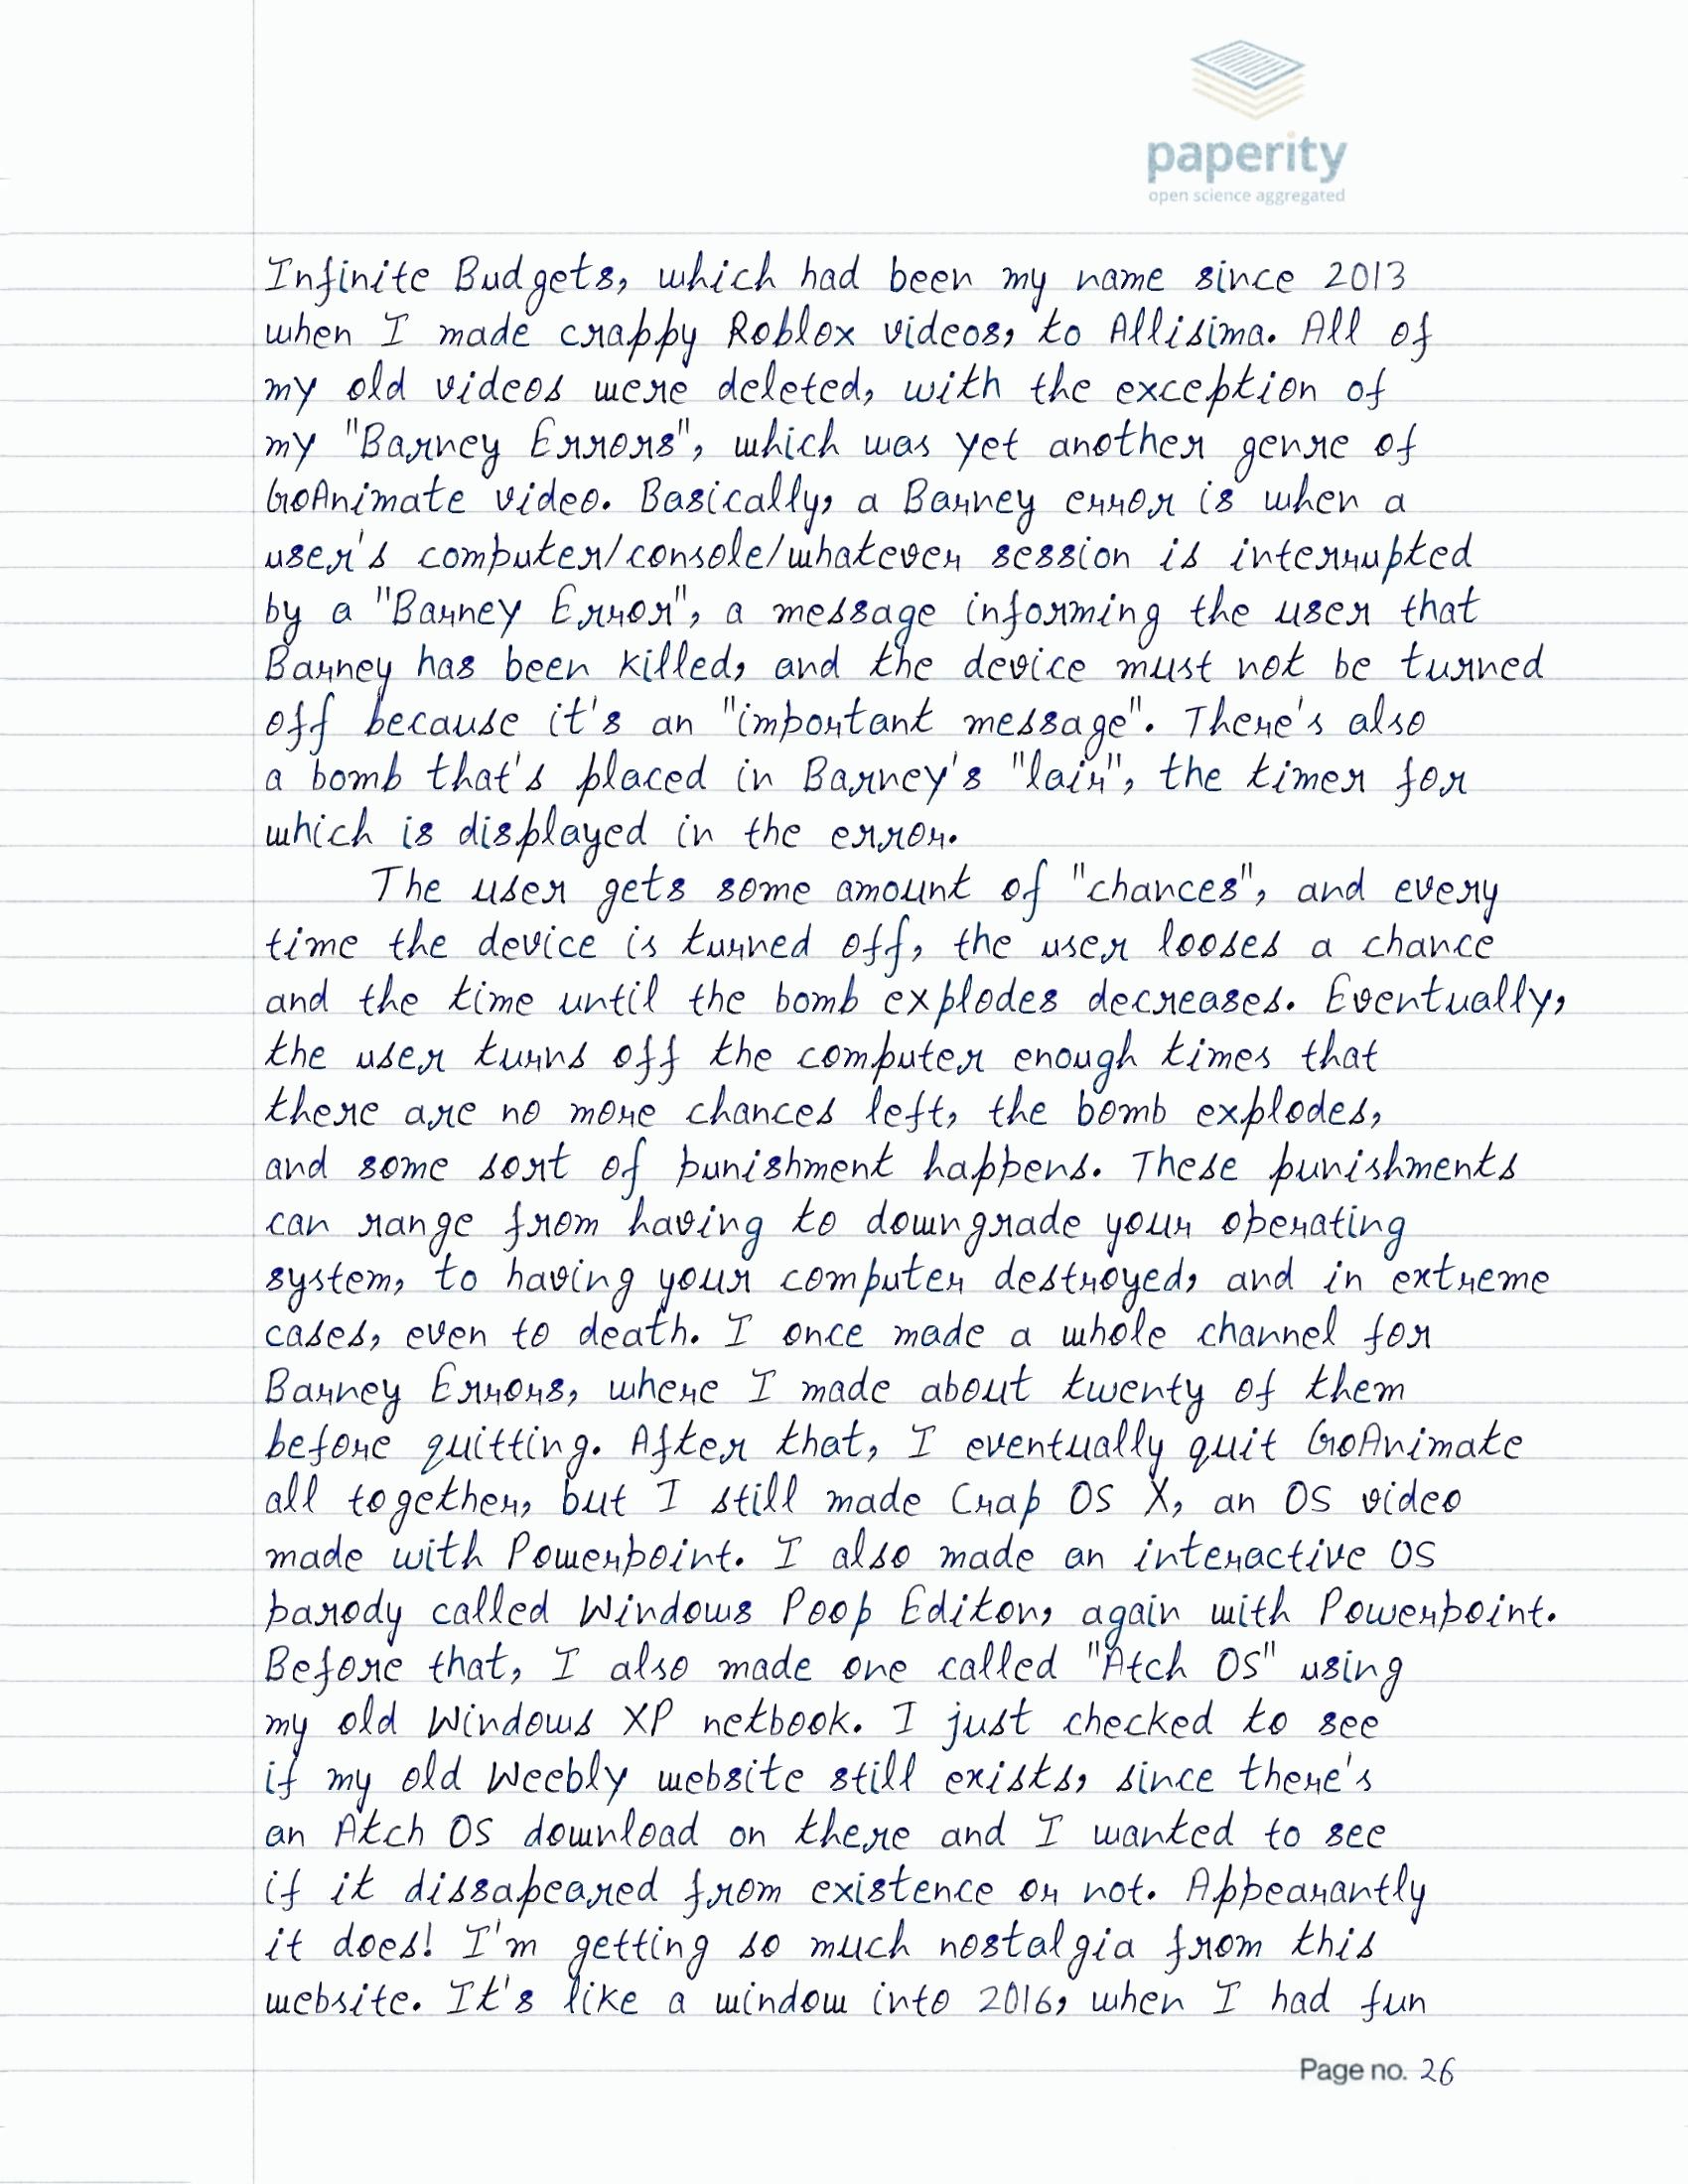 paperity
open science aggregated
Infinite Budgets, which had been my name since 2013
when I made crappy Roblox videos, to Allisima. All of
my old videos were deleted, with the exception of
my "Barney Errors", which was yet another genre of
GoAnimate video. Basically, a Barney error is when a
user's computer/console/whatever session is interrupted
by a "Barney Error", a message informing the user that
Barney has been killed, and the device must not be turned
off because it's an "important message". There's also
a bomb that's placed in Barney's "lair", the timer for
which is displayed in the error.
The user gets some amount of "chances", and every
time the device is turned off, the user looses a chance
and the time until the bomb explodes decreases. Eventually,
the user turns off the computer enough times that
there are no more chances left, the bomb explodes,
and some sort of punishment happens. These punishments
can range from having to downgrade your operating
system, to having your computer destroyed, and in extreme
cases, even to death. I once made a whole channel for
Barney Errors, where I made about twenty of them
before quitting. After that, I eventually quit GoAnimate
all together, but I still made Crap OS X, an OS video
made with Powerpoint. I also made an interactive OS
parody called Windows Poop Editon, again with Powerpoint.
Before that, I also made one called "Atch OS" using
my old Windows XP netbook. I just checked to see
if my old Weebly website still exists, since there's
an Atch OS download on there and I wanted to see
if it dissapeared from existence or not. Appearantly
it does! I'm getting so much nostalgia from this
website. It's like a window into 2016, when I had fun
Page no. 26